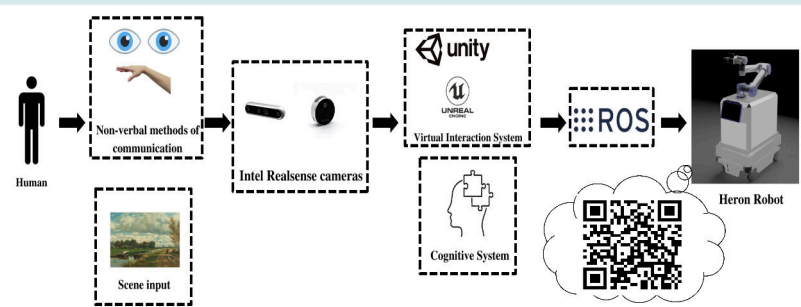 Human
Non-verbal methods of
communication
Scene input
Intel Realsense cameras
unity
UNREAL
ENGINE
Virtual Interaction System
Cognitive System
ROS
Heron Robot